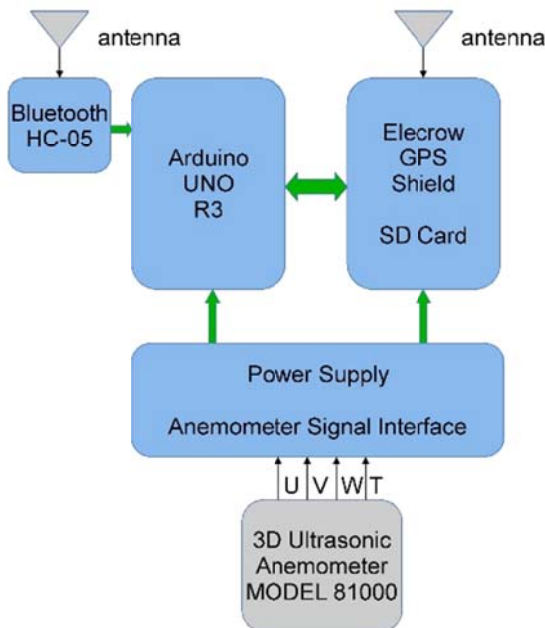 antenna
antenna
Bluetooth
HC-05
Arduino
UNO
R3
Elecrow
GPS
Shield
SD Card
Power Supply
Anemometer Signal Interface
U V W T
3D Ultrasonic
Anemometer
MODEL 81000